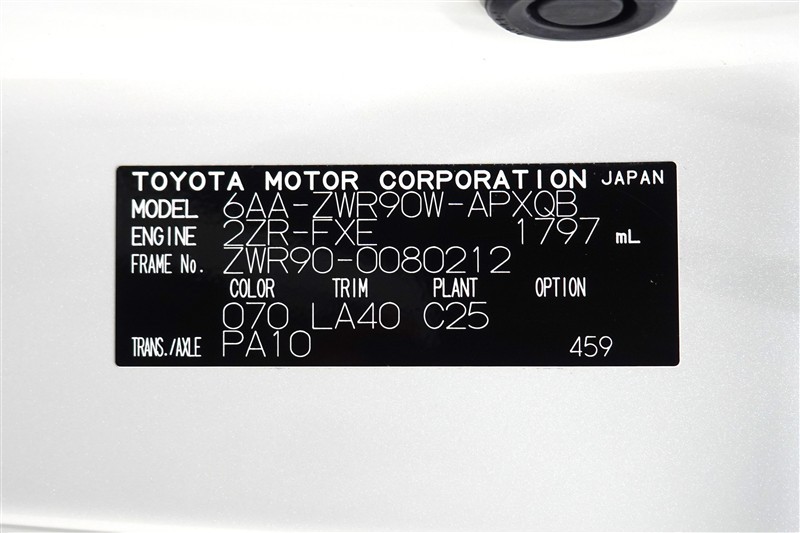 TOYOTA MOTOR CORPORATION JAPAN
MODEL 6AA-ZWR90W-APXQB
ENGINE 2ZR-FXE 1797 mL
FRAME No. ZWR90-0080212
COLOR TRIM PLANT OPTION
070 LA40 C25
TRANS./AXLE PA10 459